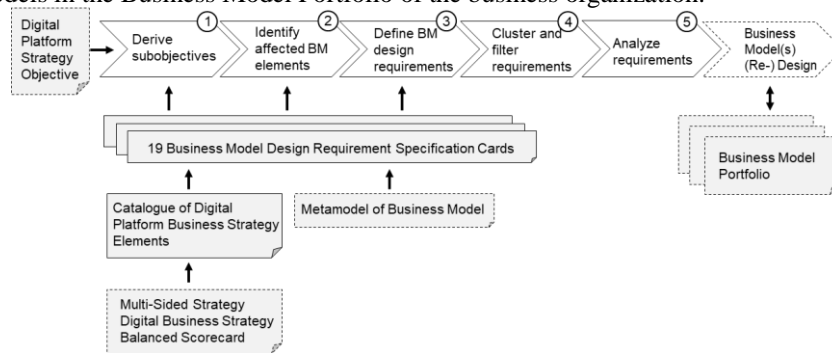 odels in the Business Model Portfolio of the business organization.
Digital
Platform
Strategy
Objective
1
Derive
subobjectives
2
Identify
affected BM
elements
3
Define BM
design
requirements
4
Cluster and
filter
requirements
5
Analyze
requirements
Business
Model(s)
(Re-) Design
19 Business Model Design Requirement Specification Cards
Business Model
Portfolio
Catalogue of Digital
Platform Business Strategy
Elements
Metamodel of Business Model
Multi-Sided Strategy
Digital Business Strategy
Balanced Scorecard